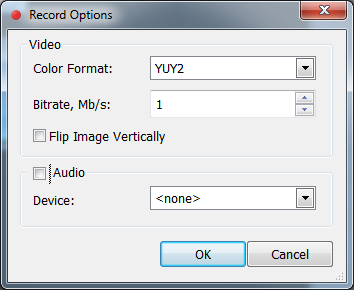 Record Options
Video
Color Format: YUY2
Bitrate, Mb/s: 1
Flip Image Vertically
Audio
Device: <none>
OK Cancel